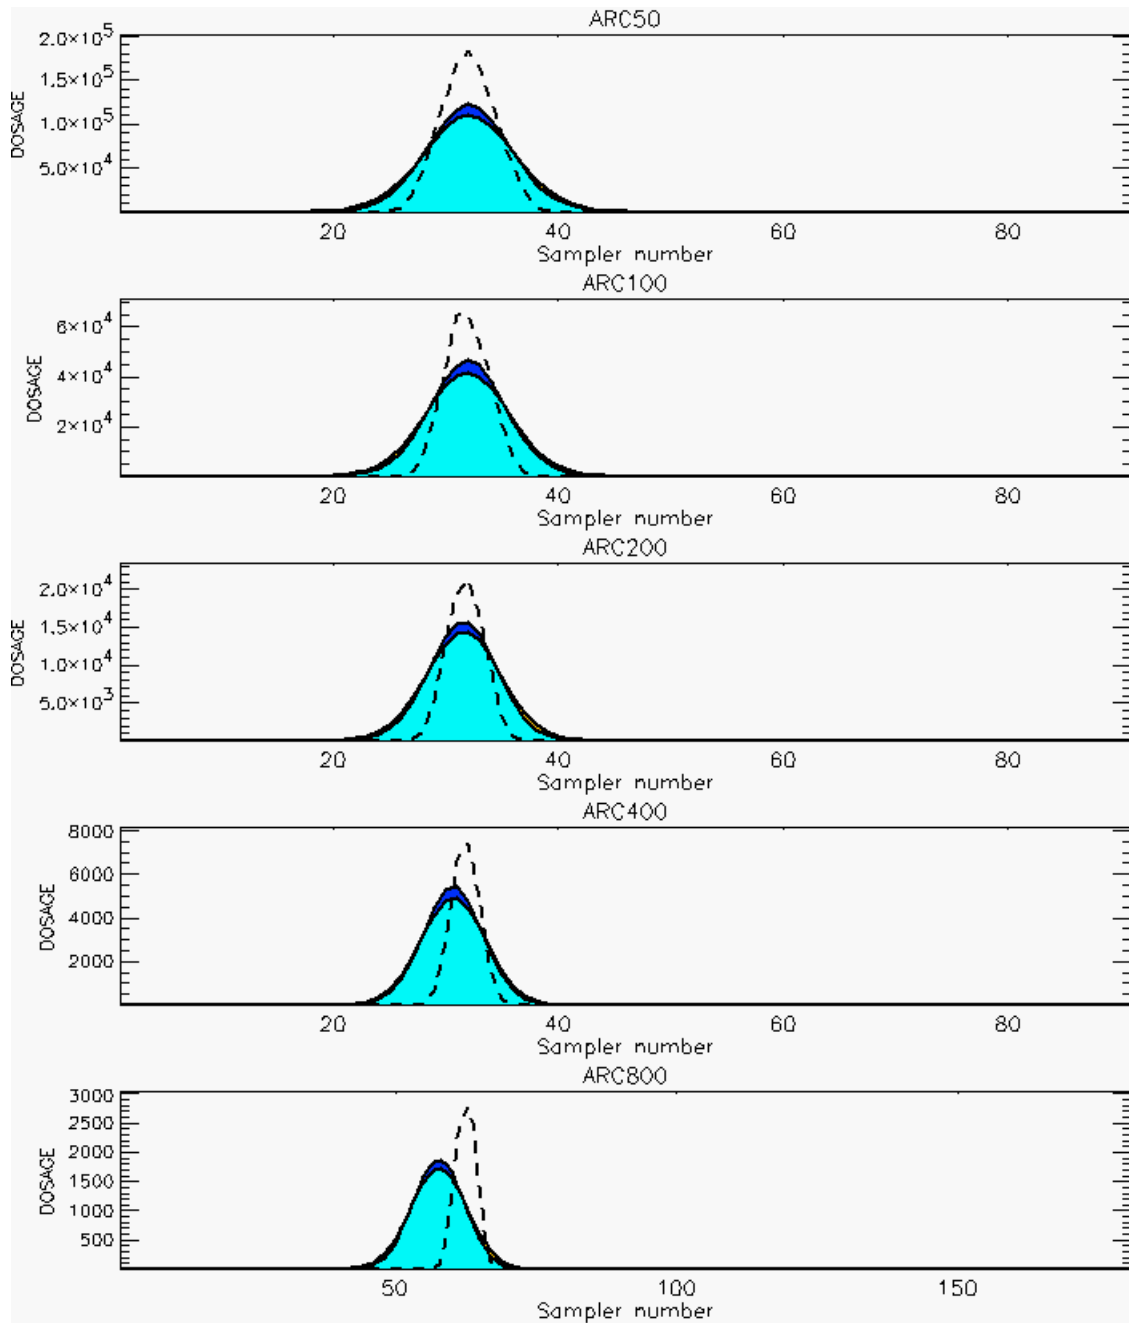 ARC50
2.0×10⁵
1.5×10⁵
1.0×10⁵
5.0×10⁴
DOSAGE
20 40 60 80
Sampler number
ARC100
6×10⁴
4×10⁴
2×10⁴
DOSAGE
20 40 60 80
Sampler number
ARC200
2.0×10⁴
1.5×10⁴
1.0×10⁴
5.0×10³
DOSAGE
20 40 60 80
Sampler number
ARC400
8000
6000
4000
2000
DOSAGE
20 40 60 80
Sampler number
ARC800
3000
2500
2000
1500
1000
500
DOSAGE
50 100 150
Sampler number